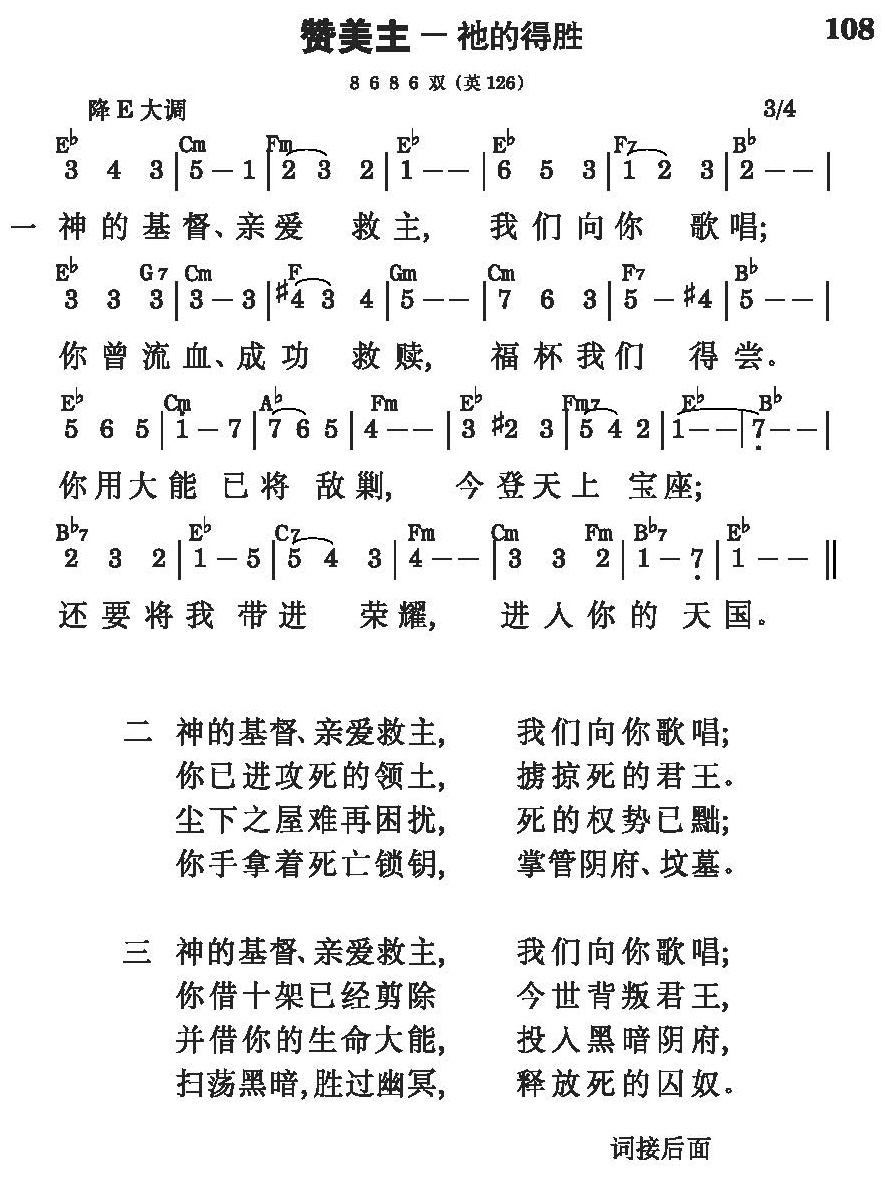 赞美主－祂的得胜 108
8 6 8 6 双（英126）
降E大调 3/4
E♭ Cm Fm E♭ E♭ F7 B♭
3 4 3 | 5 － 1 | 2 3 2 | 1 － － | 6 5 3 | 1 2 3 | 2 － － |
一 神的基督、亲爱 救主, 我们向你 歌唱;
E♭ G7 Cm F Gm Cm F7 B♭
3 3 3 | 3 － 3 | #4 3 4 | 5 － － | 7 6 3 | 5 － #4 | 5 － － |
你曾流血、成功 救赎, 福杯我们 得尝。
E♭ Cm A♭ Fm E♭ Fm7 E♭ B♭
5 6 5 | i － 7 | 7 6 5 | 4 － － | 3 #2 3 | 5 4 2 | 1 － － | 7̣ － － |
你用大能 已将 敌剿, 今登天上 宝座;
B♭7 E♭ C7 Fm Cm Fm B♭7 E♭
2 3 2 | 1 － 5 | 5 4 3 | 4 － － | 3 3 2 | 1 － 7̣ | 1 － － ‖
还要将我 带进 荣耀, 进入你的 天国。
二 神的基督、亲爱救主, 我们向你歌唱;
你已进攻死的领土, 掳掠死的君王。
尘下之屋难再困扰, 死的权势已黜;
你手拿着死亡锁钥, 掌管阴府、坟墓。
三 神的基督、亲爱救主, 我们向你歌唱;
你借十架已经剪除 今世背叛君王,
并借你的生命大能, 投入黑暗阴府,
扫荡黑暗,胜过幽冥, 释放死的囚奴。
词接后面